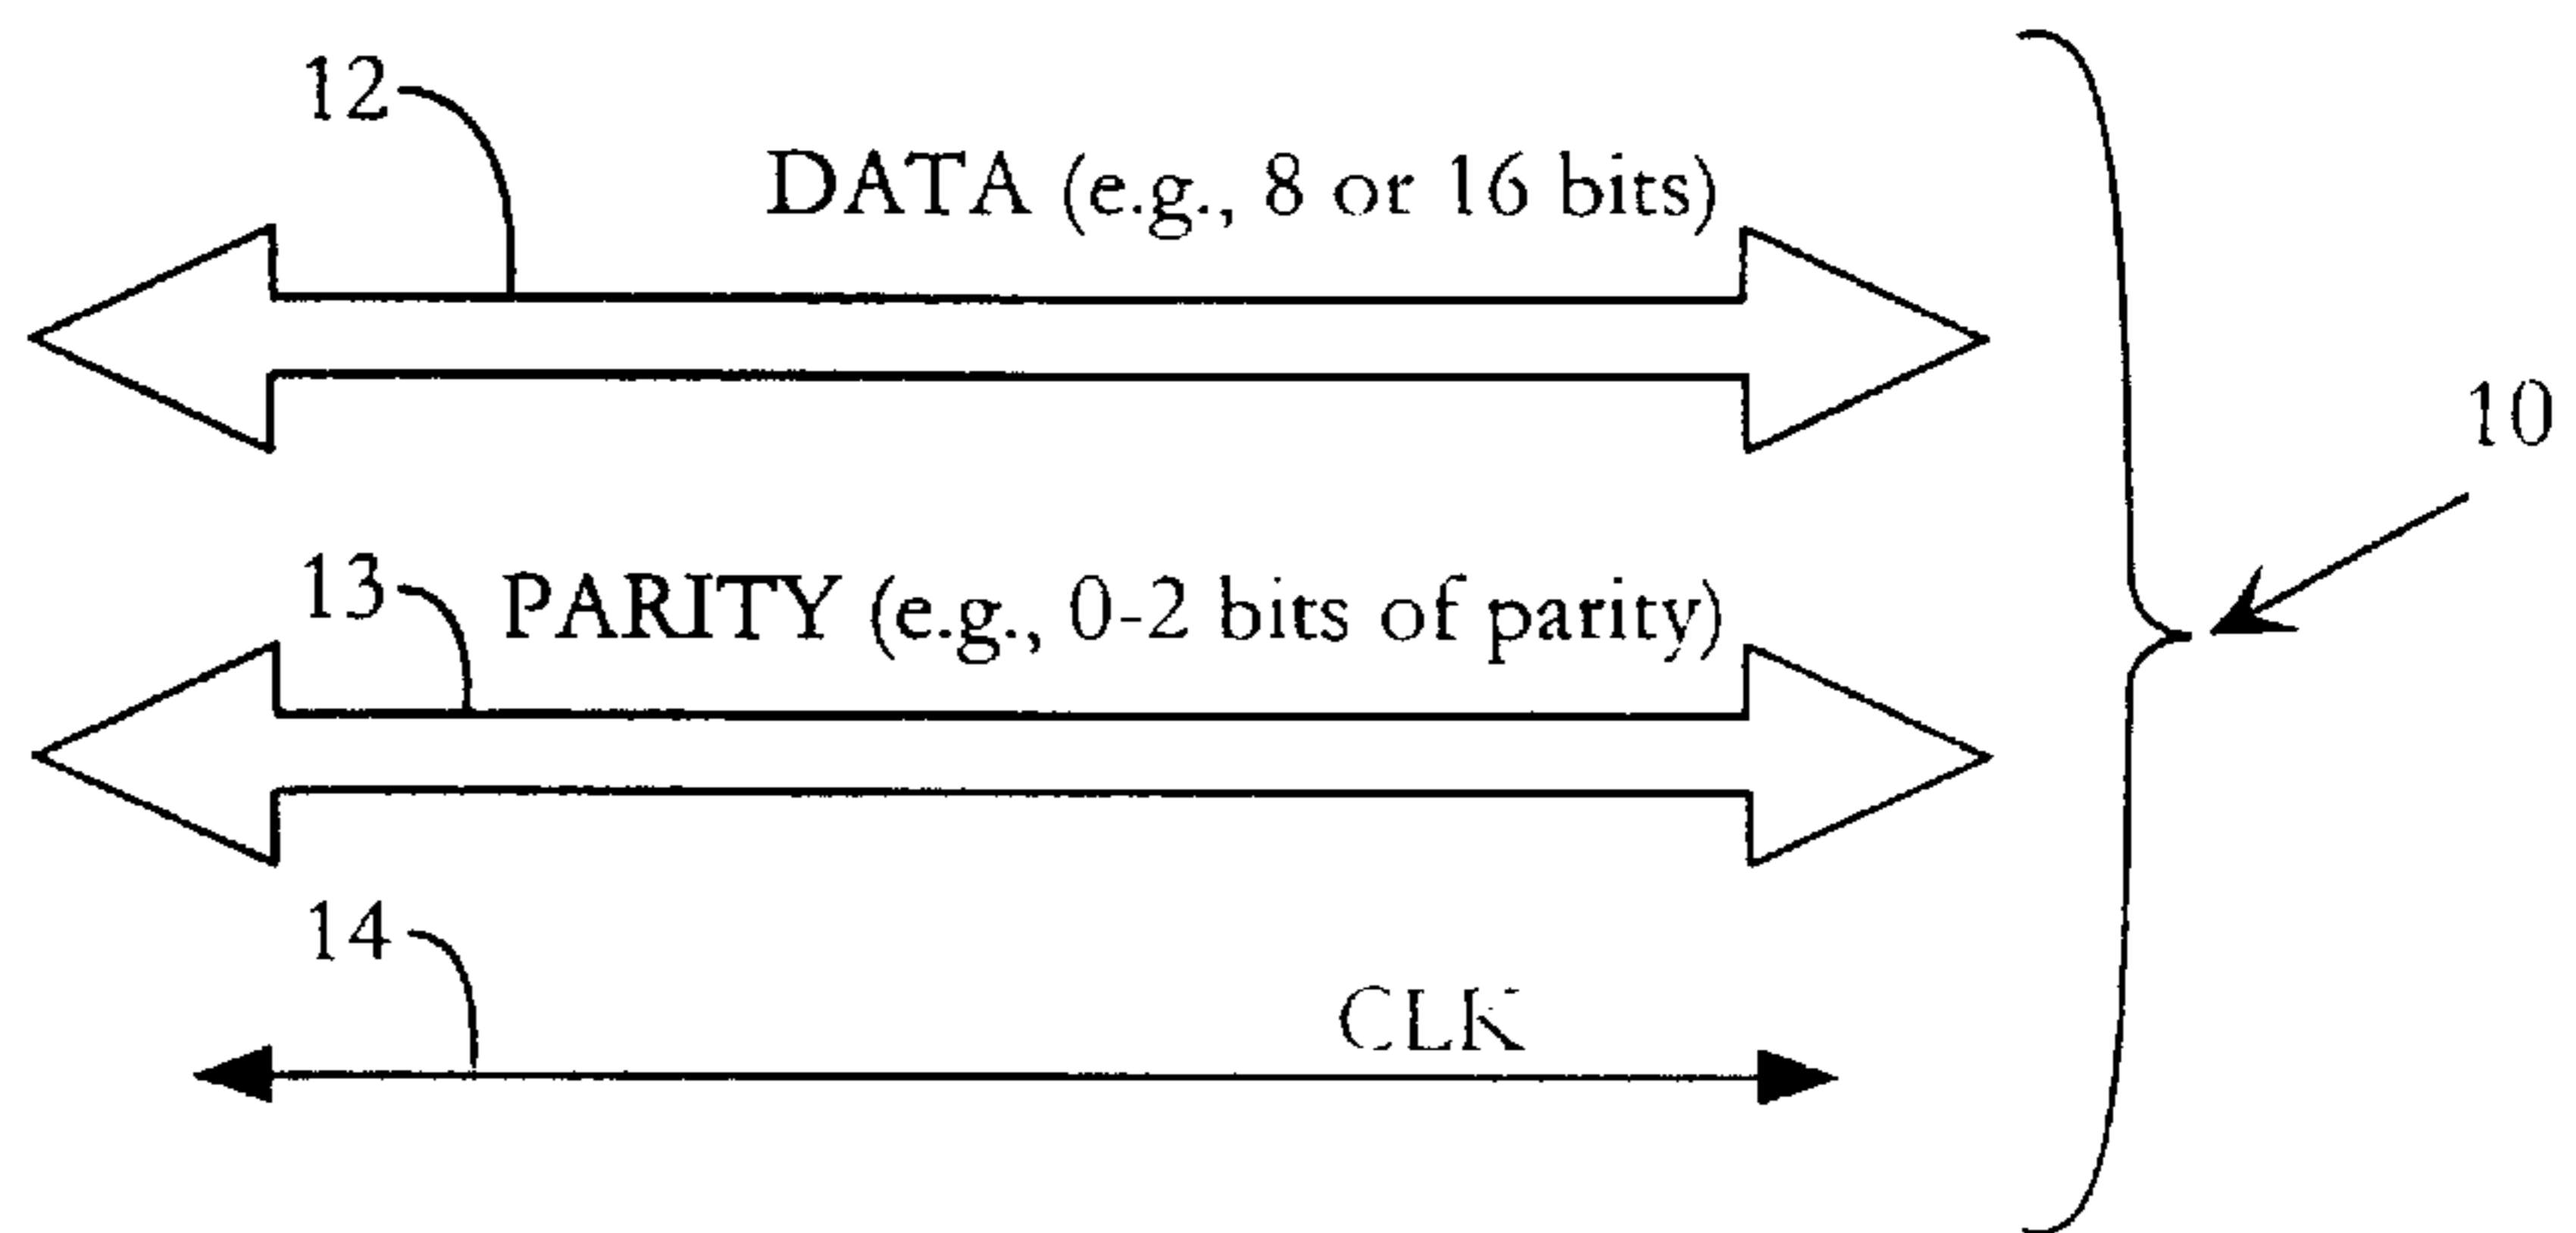 12
DATA (e.g., 8 or 16 bits)
10
13
PARITY (e.g., 0-2 bits of parity)
14
CLK